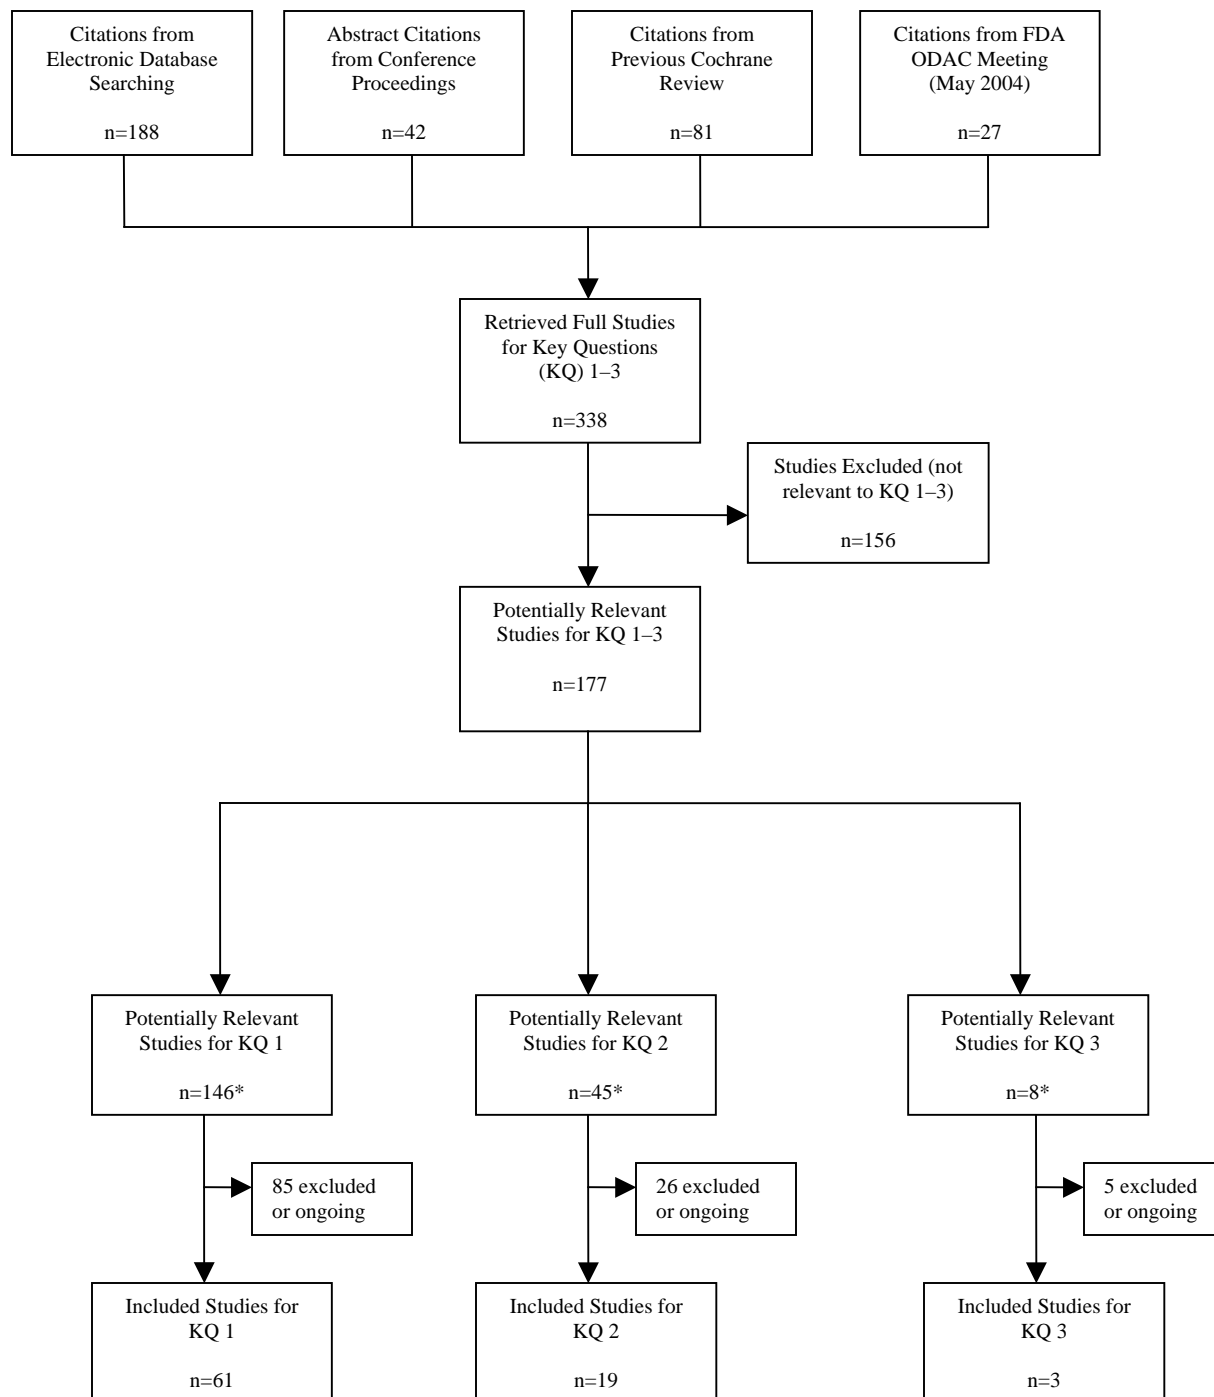 Citations from
Electronic Database
Searching
n=188
Abstract Citations
from Conference
Proceedings
n=42
Citations from
Previous Cochrane
Review
n=81
Citations from FDA
ODAC Meeting
(May 2004)
n=27
Retrieved Full Studies
for Key Questions
(KQ) 1–3
n=338
Studies Excluded (not
relevant to KQ 1–3)
n=156
Potentially Relevant
Studies for KQ 1–3
n=177
Potentially Relevant
Studies for KQ 1
n=146*
Potentially Relevant
Studies for KQ 2
n=45*
Potentially Relevant
Studies for KQ 3
n=8*
85 excluded
or ongoing
26 excluded
or ongoing
5 excluded
or ongoing
Included Studies for
KQ 1
n=61
Included Studies for
KQ 2
n=19
Included Studies for
KQ 3
n=3